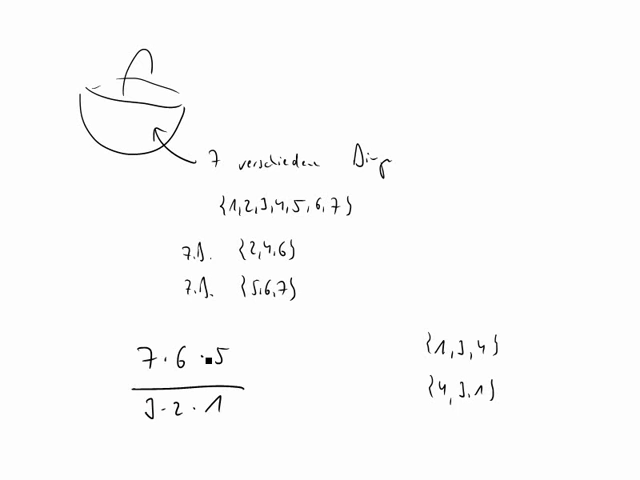 7 verschiedene Dinge
{1,2,3,4,5,6,7}
z.B. {2,4,6}
z.B. {5,6,7}
7·6·5
3·2·1
{1,3,4}
{4,3,1}